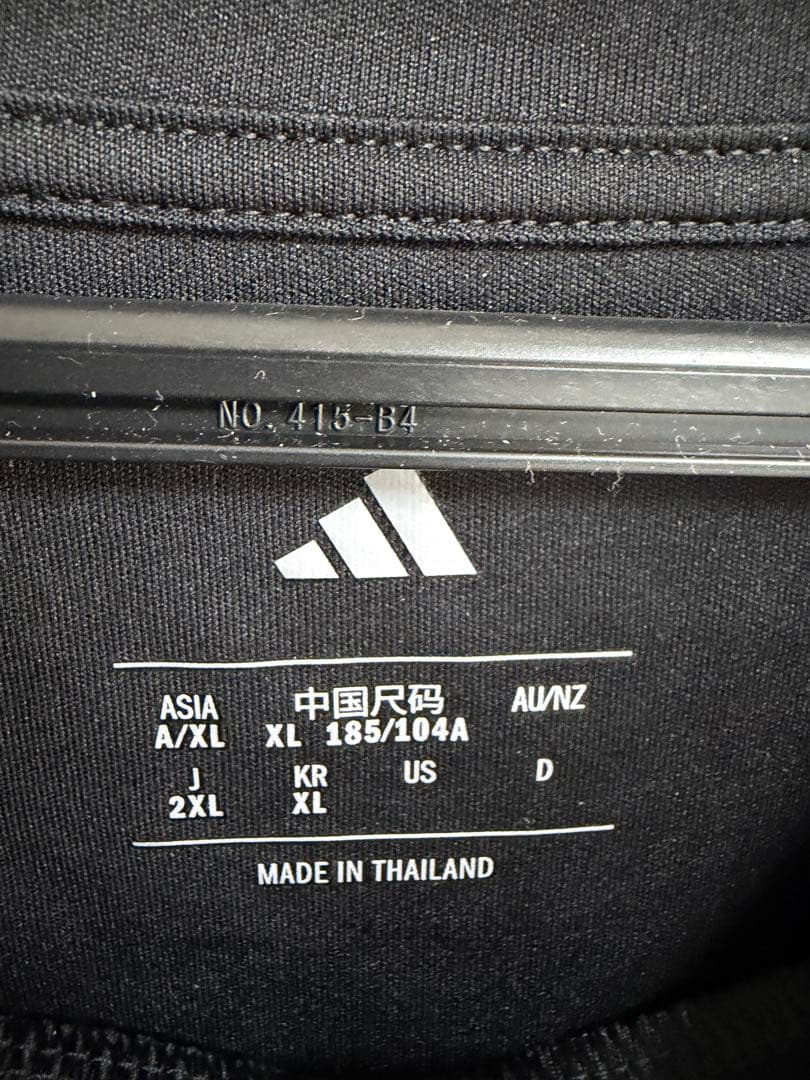 NO. 415-B4
ASIA 中国尺码 AU/NZ
A/XL XL 185/104A
J KR US D
2XL XL
MADE IN THAILAND